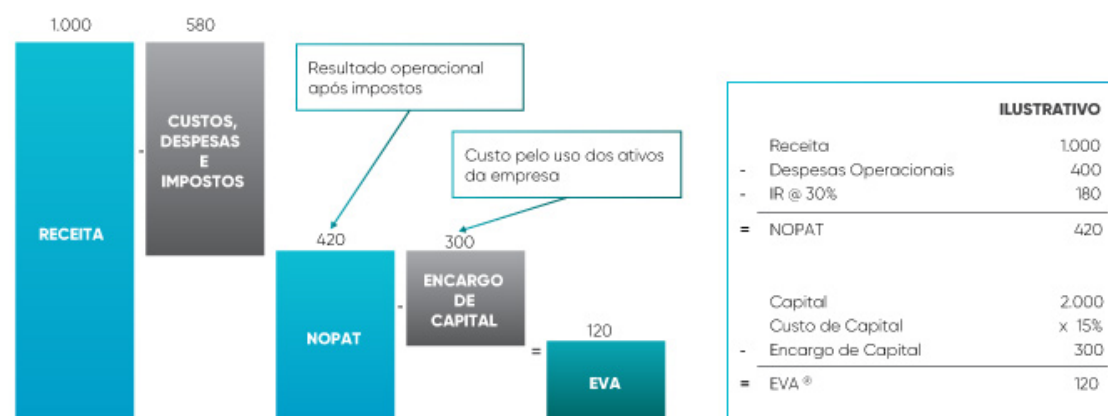 1.000
580
RECEITA
-
CUSTOS,
DESPESAS
E
IMPOSTOS
Resultado operacional
após impostos
Custo pelo uso dos ativos
da empresa
420
NOPAT
-
300
ENCARGO
DE
CAPITAL
=
120
EVA
ILUSTRATIVO
Receita 1.000
- Despesas Operacionais 400
- IR @ 30% 180
= NOPAT 420
Capital 2.000
Custo de Capital x 15%
- Encargo de Capital 300
= EVA ® 120